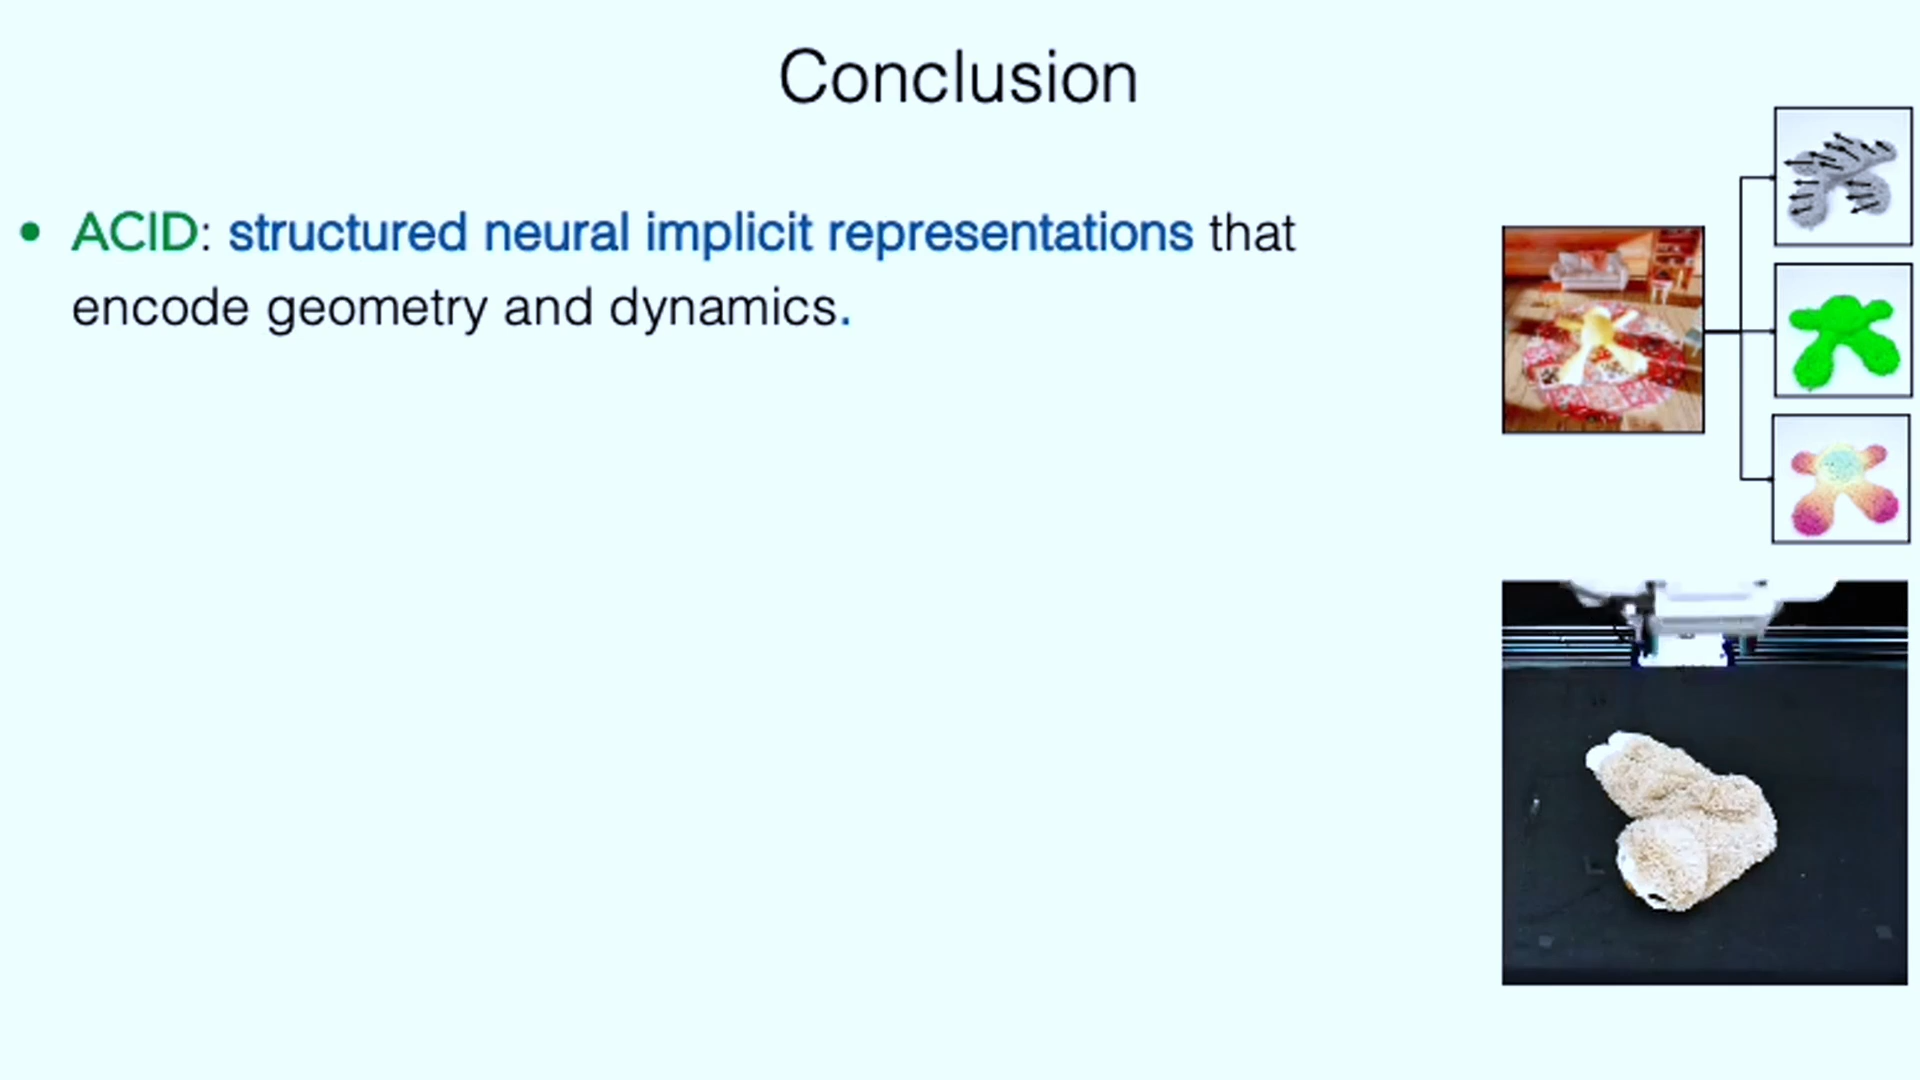 Conclusion
• ACID: structured neural implicit representations that
encode geometry and dynamics.